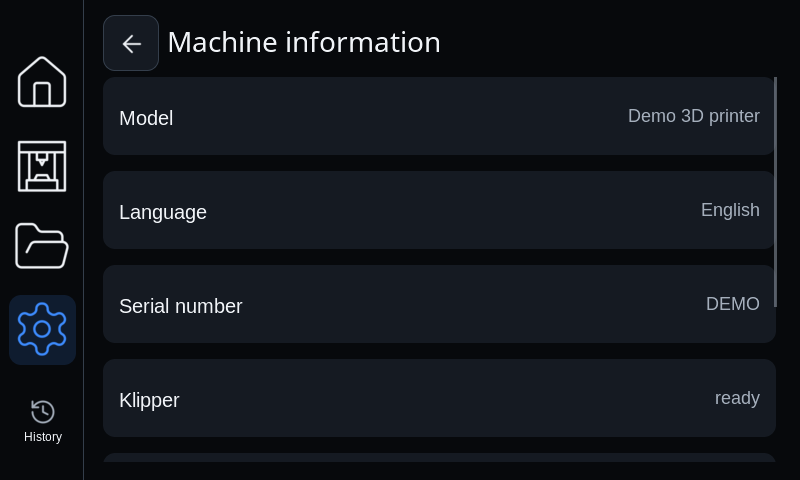 Machine information
Model
Demo 3D printer
Language
English
Serial number
DEMO
Klipper
ready
History